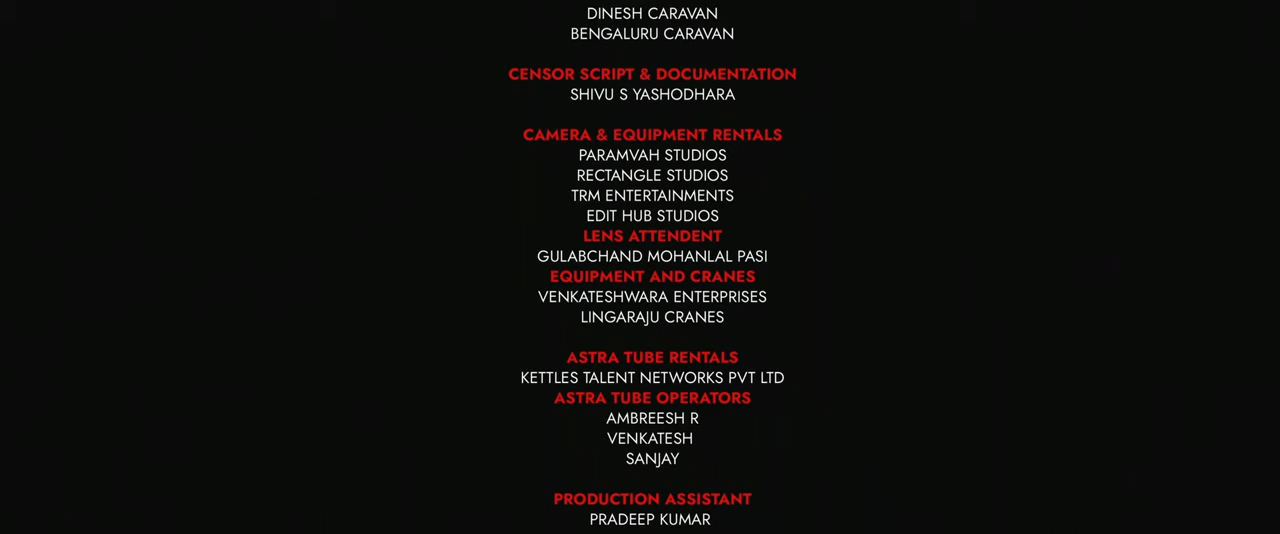 DINESH CARAVAN
BENGALURU CARAVAN
CENSOR SCRIPT & DOCUMENTATION
SHIVU S YASHODHARA
CAMERA & EQUIPMENT RENTALS
PARAMVAH STUDIOS
RECTANGLE STUDIOS
TRM ENTERTAINMENTS
EDIT HUB STUDIOS
LENS ATTENDENT
GULABCHAND MOHANLAL PASI
EQUIPMENT AND CRANES
VENKATESHWARA ENTERPRISES
LINGARAJU CRANES
ASTRA TUBE RENTALS
KETTLES TALENT NETWORKS PVT LTD
ASTRA TUBE OPERATORS
AMBREESH R
VENKATESH
SANJAY
PRODUCTION ASSISTANT
PRADEEP KUMAR